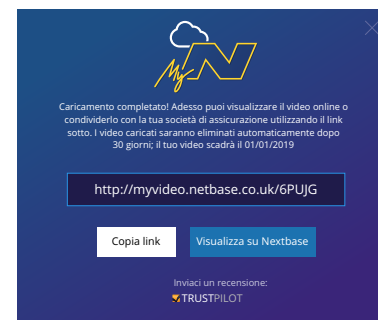 My N
Caricamento completato! Adesso puoi visualizzare il video online o
condividerlo con la tua società di assicurazione utilizzando il link
sotto. I video caricati saranno eliminati automaticamente dopo
30 giorni; il tuo video scadrà il 01/01/2019
http://myvideo.netbase.co.uk/6PUJG
Copia link
Visualizza su Nextbase
Inviaci un recensione:
TRUSTPILOT